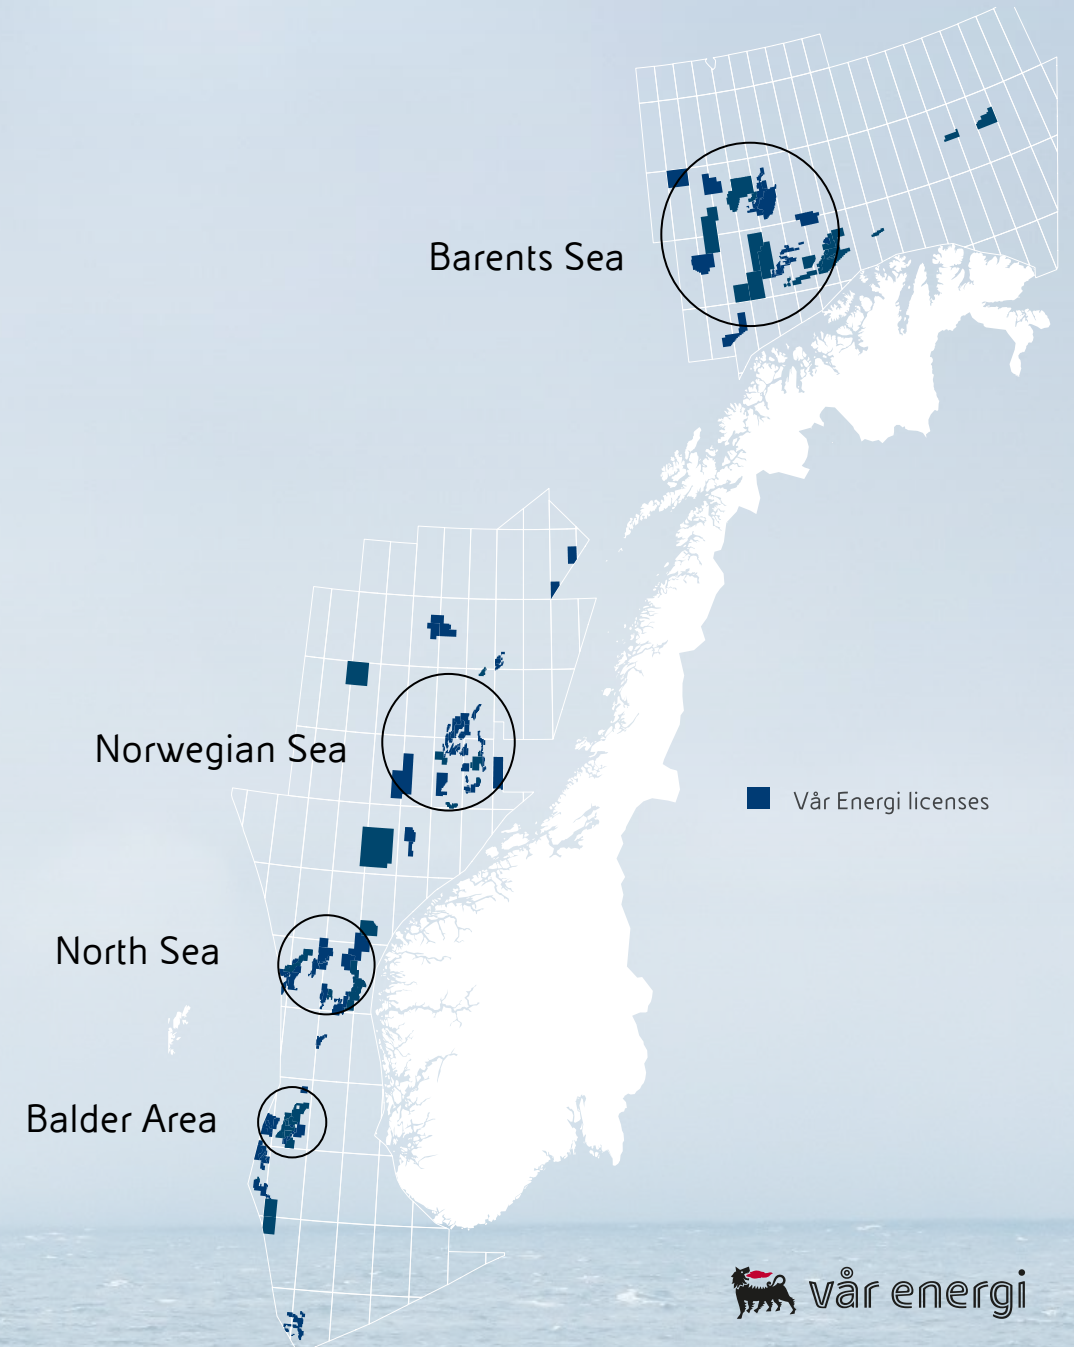 Barents Sea
Norwegian Sea
Vår Energi licenses
North Sea
Balder Area
vår energi